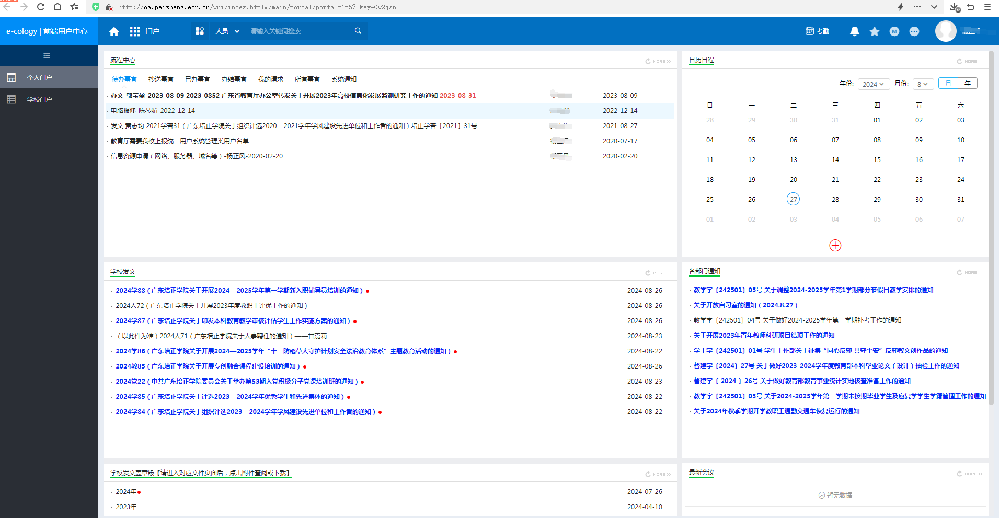 http://oa.peizheng.edu.cn/wui/index.html#/main/portal/portal-1-5?_key=0w2jsn
e-cology | 前端用户中心
门户
人员
请输入关键词搜索
考勤
M
个人门户
学校门户
流程中心
MORE>>
待办事宜 抄送事宜 已办事宜 办结事宜 我的请求 所有事宜 系统通知
办文-邬宝盈-2023-08-09 2023-0852 广东省教育厅办公室转发关于开展2023年高校信息化发展监测研究工作的通知 2023-08-31 2023-08-09
电脑报修-陈琴媚-2022-12-14 2022-12-14
发文 黄志均 2021学普31（广东培正学院关于组织评选2020—2021学年学风建设先进单位和工作者的通知）培正学普〔2021〕31号 2021-08-27
教育厅需要我校上报统一用户系统管理类用户名单 2020-07-17
信息资源申请（网络、服务器、域名等）-杨正风-2020-02-20 2020-02-20
日历日程
MORE>>
年份: 2024 月份: 8 月 年
日 一 二 三 四 五 六
28 29 30 31 01 02 03
04 05 06 07 08 09 10
11 12 13 14 15 16 17
18 19 20 21 22 23 24
25 26 27 28 29 30 31
01 02 03 04 05 06 07
学校发文
MORE>>
2024学88（广东培正学院关于开展2024—2025学年第一学期新入职辅导员培训的通知） 2024-08-26
2024人72（广东培正学院关于开展2023年度教职工评优工作的通知） 2024-08-26
2024学87（广东培正学院关于印发本科教育教学审核评估学生工作实施方案的通知） 2024-08-26
（以此件为准）2024人71（广东培正学院关于人事聘任的通知）——甘嘉莉 2024-08-23
2024学86（广东培正学院关于开展2024—2025学年“十二防稻草人守护计划安全法治教育体系”主题教育活动的通知） 2024-08-22
2024教85（广东培正学院关于开展专创融合课程建设培训的通知） 2024-08-26
2024党22（中共广东培正学院委员会关于举办第53期入党积极分子党课培训班的通知） 2024-08-23
2024学85（广东培正学院关于评选2023—2024学年优秀学生和先进集体的通知） 2024-08-22
2024学84（广东培正学院关于组织评选2023—2024学年学风建设先进单位和工作者的通知） 2024-08-22
各部门通知
MORE>>
教学字〔242501〕05号 关于调整2024-2025学年第1学期部分节假日教学安排的通知
关于开放自习室的通知（2024.8.27）
教学字〔242501〕04号 关于做好2024-2025学年第一学期补考工作的通知
关于开展2023年青年教师科研项目结项工作的通知
学工字〔242501〕01号 学生工作部关于征集“同心反邪 共守平安”反邪教文创作品的通知
督建字〔2024〕27号 关于做好2023-2024学年度教育部本科毕业论文（设计）抽检工作的通知
督建字〔 2024 〕26号 关于做好教育部教育事业统计实地核查准备工作的通知
教学字〔242501〕03号 关于2024-2025学年第一学期未按期毕业学生及应复学学生学籍管理工作的通知
关于2024年秋季学期开学教职工通勤交通车恢复运行的通知
学校发文盖章版【请进入对应文件页面后，点击附件查阅或下载】
MORE>>
2024年 2024-07-26
2023年 2024-04-10
最新会议
MORE>>
暂无数据